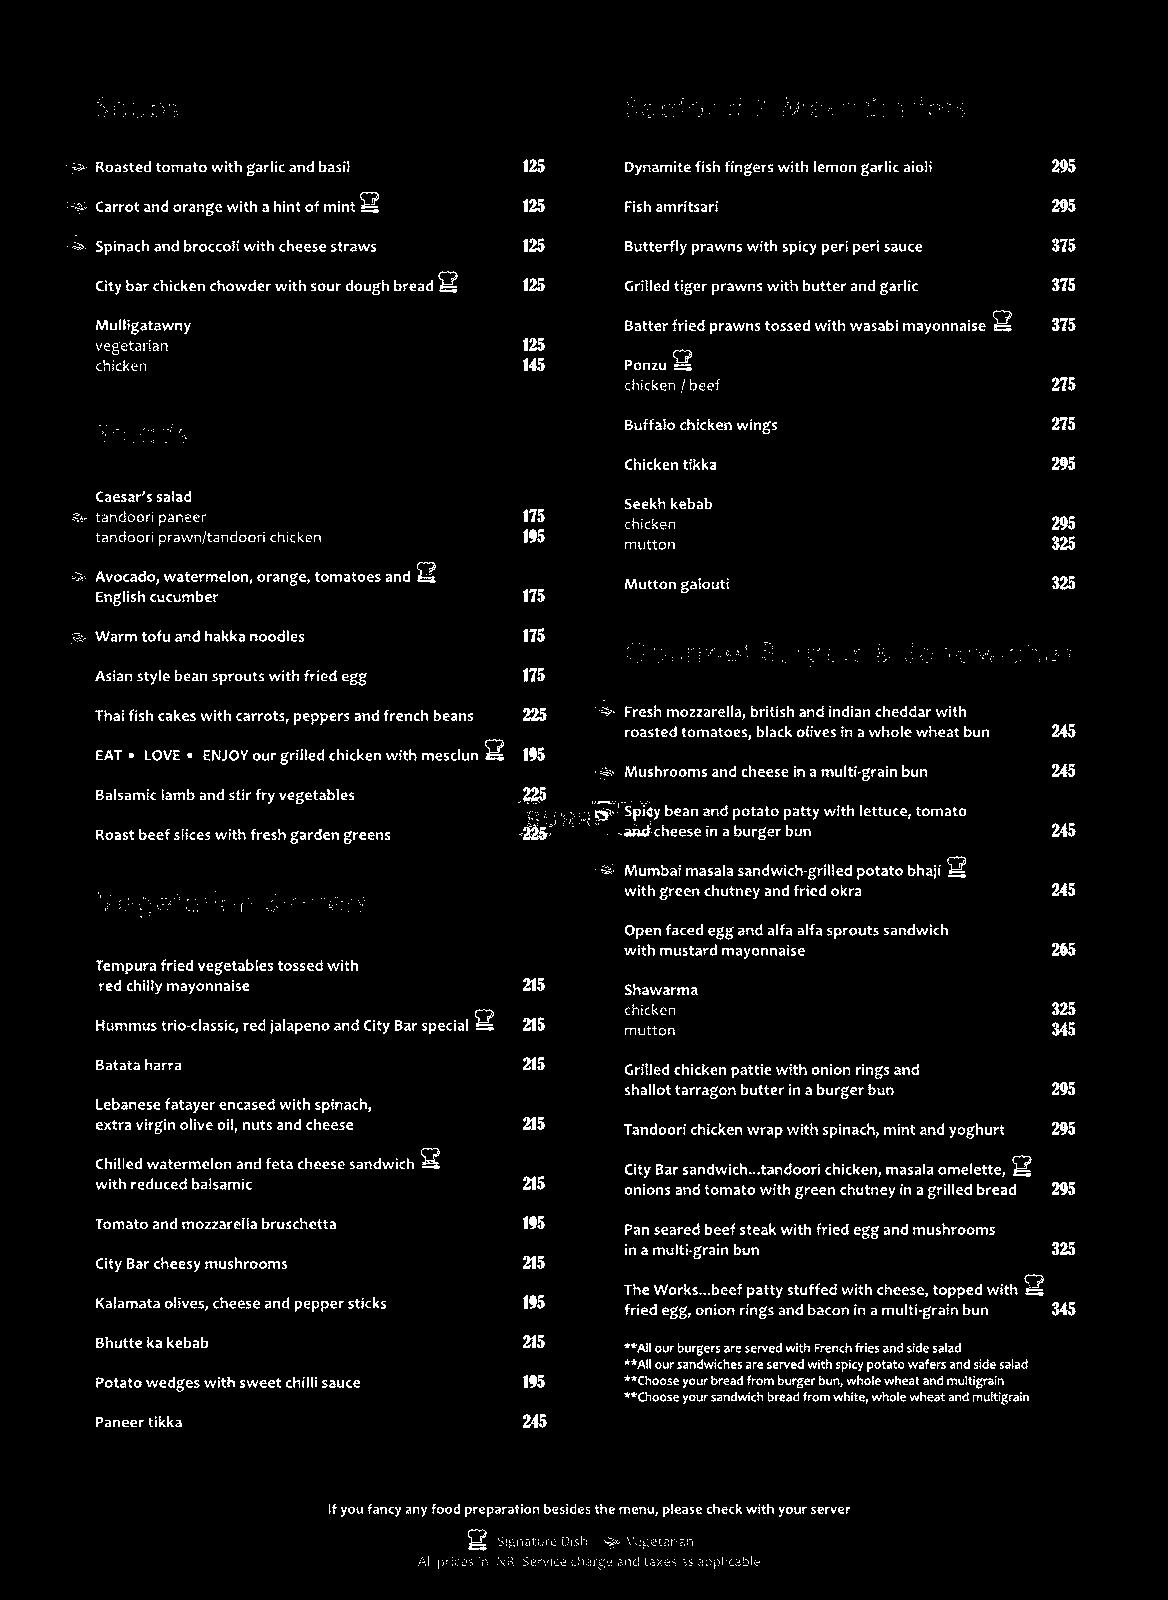 Soups
Roasted tomato with garlic and basil 125
Carrot and orange with a hint of mint 125
Spinach and broccoli with cheese straws 125
City bar chicken chowder with sour dough bread 125
Mulligatawny
vegetarian 125
chicken 145
Caesar's salad
tandoori paneer 175
tandoori prawn/tandoori chicken 195
Avocado, watermelon, orange, tomatoes and
English cucumber 175
Warm tofu and hakka noodles 175
Asian style bean sprouts with fried egg 175
Thai fish cakes with carrots, peppers and french beans 225
EAT • LOVE • ENJOY our grilled chicken with mesclun 195
Balsamic lamb and stir fry vegetables 225
Roast beef slices with fresh garden greens 225
Vegetarian
Tempura fried vegetables tossed with
red chilly mayonnaise 215
Hummus trio-classic, red jalapeno and City Bar special 215
Batata harra 215
Lebanese fatayer encased with spinach,
extra virgin olive oil, nuts and cheese 215
Chilled watermelon and feta cheese sandwich
with reduced balsamic 215
Tomato and mozzarella bruschetta 195
City Bar cheesy mushrooms 215
Kalamata olives, cheese and pepper sticks 195
Bhutte ka kebab 215
Potato wedges with sweet chilli sauce 195
Paneer tikka 245
Dynamite fish fingers with lemon garlic aioli 295
Fish amritsari 295
Butterfly prawns with spicy peri peri sauce 375
Grilled tiger prawns with butter and garlic 375
Batter fried prawns tossed with wasabi mayonnaise 375
Ponzu
chicken / beef 275
Buffalo chicken wings 275
Chicken tikka 295
Seekh kebab
chicken 295
mutton 325
Mutton galouti 325
Gourmet Burgers & Sandwiches
Fresh mozzarella, british and indian cheddar with
roasted tomatoes, black olives in a whole wheat bun 245
Mushrooms and cheese in a multi-grain bun 245
Spicy bean and potato patty with lettuce, tomato
and cheese in a burger bun 245
Mumbai masala sandwich-grilled potato bhaji
with green chutney and fried okra 245
Open faced egg and alfa alfa sprouts sandwich
with mustard mayonnaise 265
Shawarma
chicken 325
mutton 345
Grilled chicken pattie with onion rings and
shallot tarragon butter in a burger bun 295
Tandoori chicken wrap with spinach, mint and yoghurt 295
City Bar sandwich...tandoori chicken, masala omelette,
onions and tomato with green chutney in a grilled bread 295
Pan seared beef steak with fried egg and mushrooms
in a multi-grain bun 325
The Works...beef patty stuffed with cheese, topped with
fried egg, onion rings and bacon in a multi-grain bun 345
**All our burgers are served with French fries and side salad
**All our sandwiches are served with spicy potato wafers and side salad
**Choose your bread from burger bun, whole wheat and multigrain
**Choose your sandwich bread from white, whole wheat and multigrain
If you fancy any food preparation besides the menu, please check with your server
Signature Dish Vegetarian
All prices in INR. Service charge and taxes as applicable